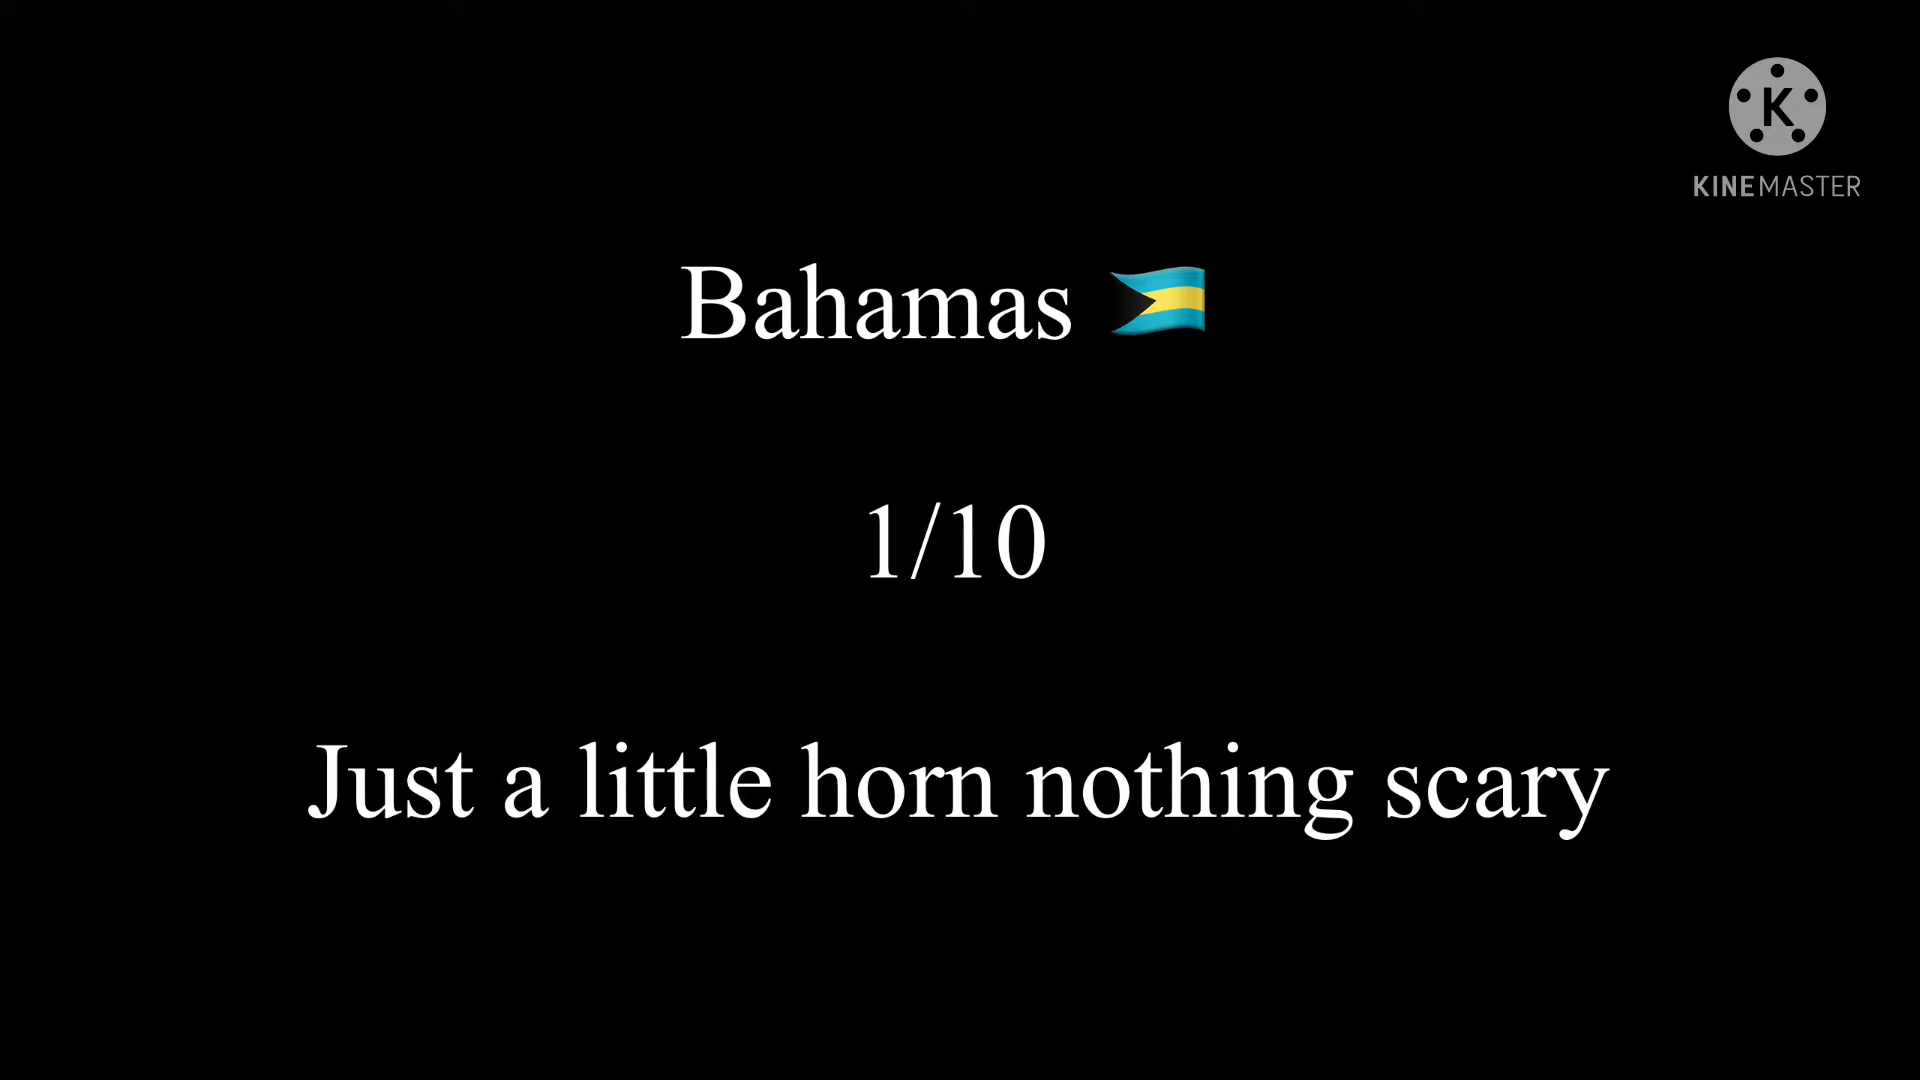 K
KINEMASTER
Bahamas 🇧🇸
1/10
Just a little horn nothing scary